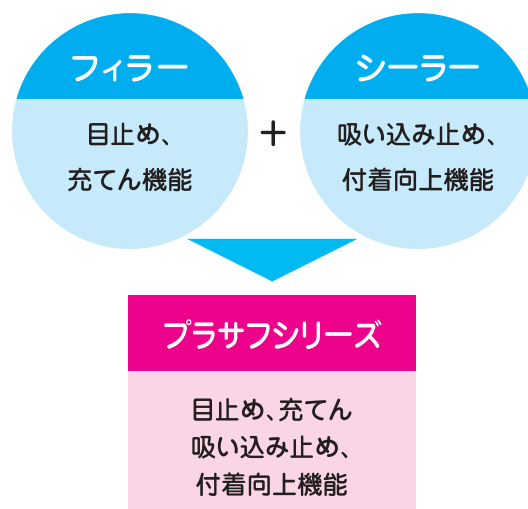 フィラー
目止め、
充てん機能
+
シーラー
吸い込み止め、
付着向上機能
プラサフシリーズ
目止め、充てん
吸い込み止め、
付着向上機能